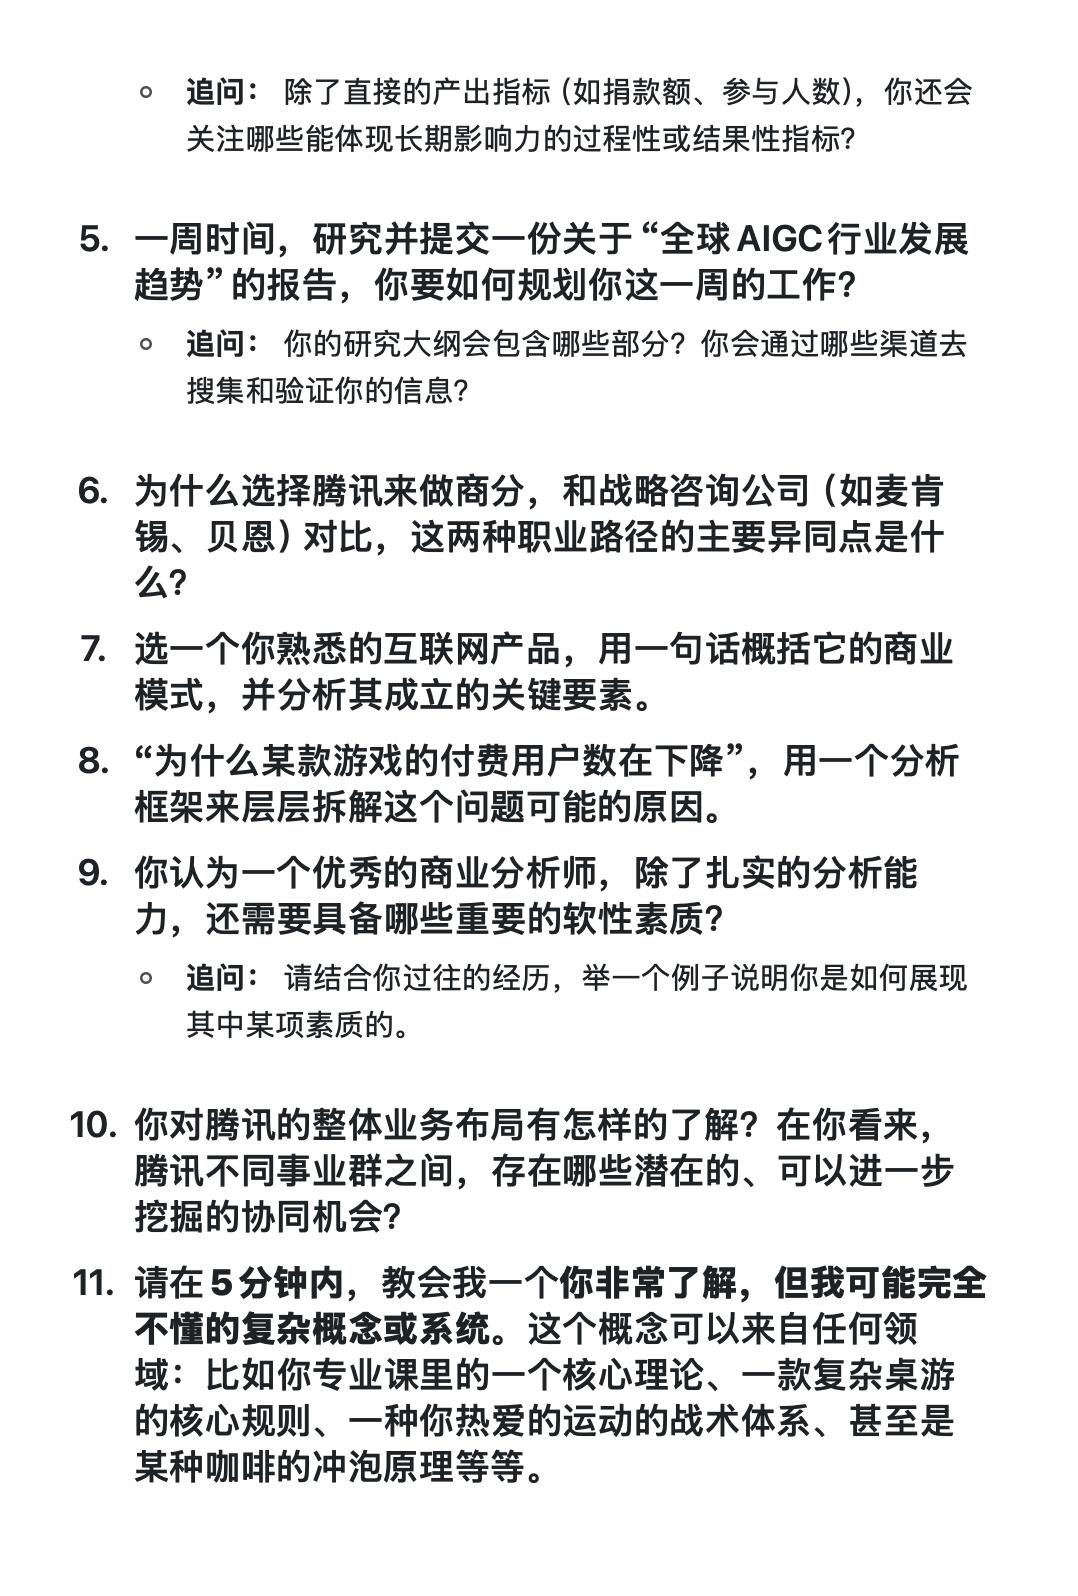 追问： 除了直接的产出指标（如捐款额、参与人数），你还会
关注哪些能体现长期影响力的过程性或结果性指标？
5. 一周时间，研究并提交一份关于“全球AIGC行业发展
趋势”的报告，你要如何规划你这一周的工作？
追问： 你的研究大纲会包含哪些部分？你会通过哪些渠道去
搜集和验证你的信息？
6. 为什么选择腾讯来做商分，和战略咨询公司（如麦肯
锡、贝恩）对比，这两种职业路径的主要异同点是什
么？
7. 选一个你熟悉的互联网产品，用一句话概括它的商业
模式，并分析其成立的关键要素。
8. “为什么某款游戏的付费用户数在下降”，用一个分析
框架来层层拆解这个问题可能的原因。
9. 你认为一个优秀的商业分析师，除了扎实的分析能
力，还需要具备哪些重要的软性素质？
追问： 请结合你过往的经历，举一个例子说明你是如何展现
其中某项素质的。
10. 你对腾讯的整体业务布局有怎样的了解？在你看来，
腾讯不同事业群之间，存在哪些潜在的、可以进一步
挖掘的协同机会？
11. 请在5分钟内，教会我一个你非常了解，但我可能完全
不懂的复杂概念或系统。这个概念可以来自任何领
域：比如你专业课里的一个核心理论、一款复杂桌游
的核心规则、一种你热爱的运动的战术体系、甚至是
某种咖啡的冲泡原理等等。